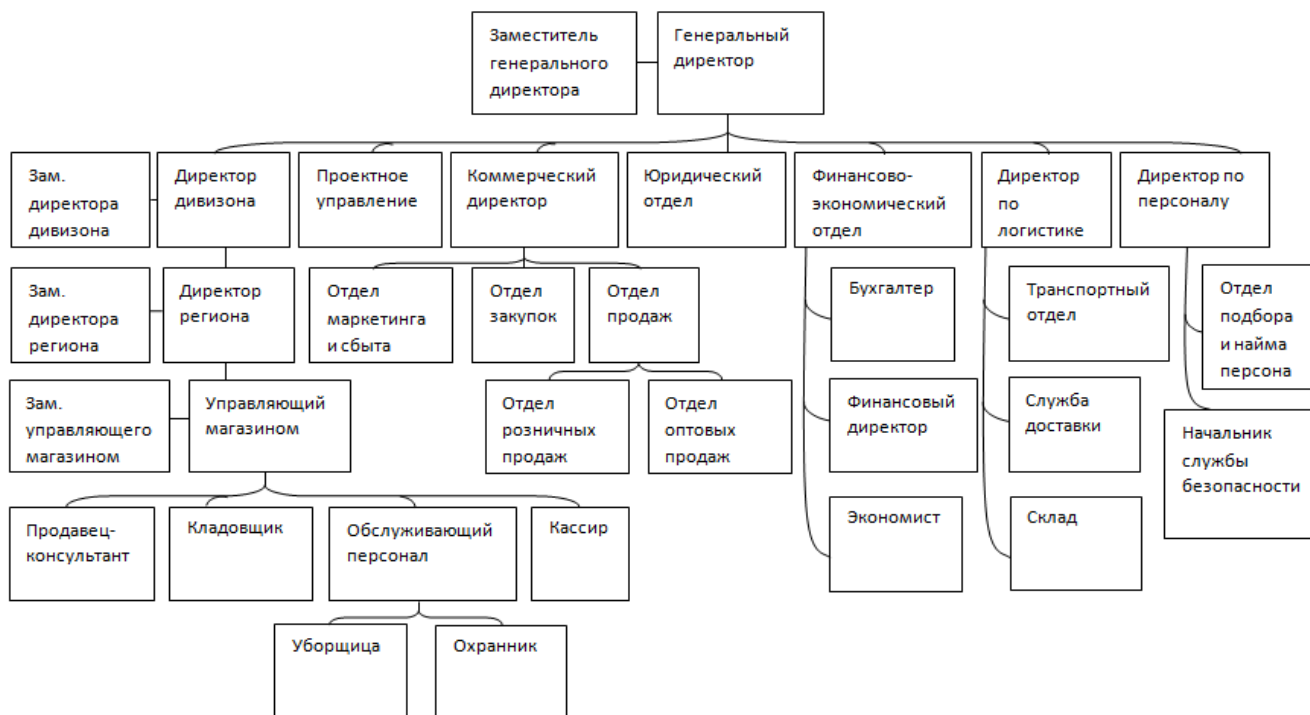 Заместитель
генерального
директора
Генеральный
директор
Зам.
директора
дивизона
Директор
дивизона
Проектное
управление
Коммерческий
директор
Юридический
отдел
Финансово-
экономический
отдел
Директор
по
логистике
Директор по
персоналу
Зам.
директора
региона
Директор
региона
Отдел
маркетинга
и сбыта
Отдел
закупок
Отдел
продаж
Бухгалтер
Транспортный
отдел
Отдел
подбора
и найма
персона
Зам.
управляющего
магазином
Управляющий
магазином
Отдел
розничных
продаж
Отдел
оптовых
продаж
Финансовый
директор
Служба
доставки
Начальник
службы
безопасности
Продавец-
консультант
Кладовщик
Обслуживающий
персонал
Кассир
Экономист
Склад
Уборщица
Охранник